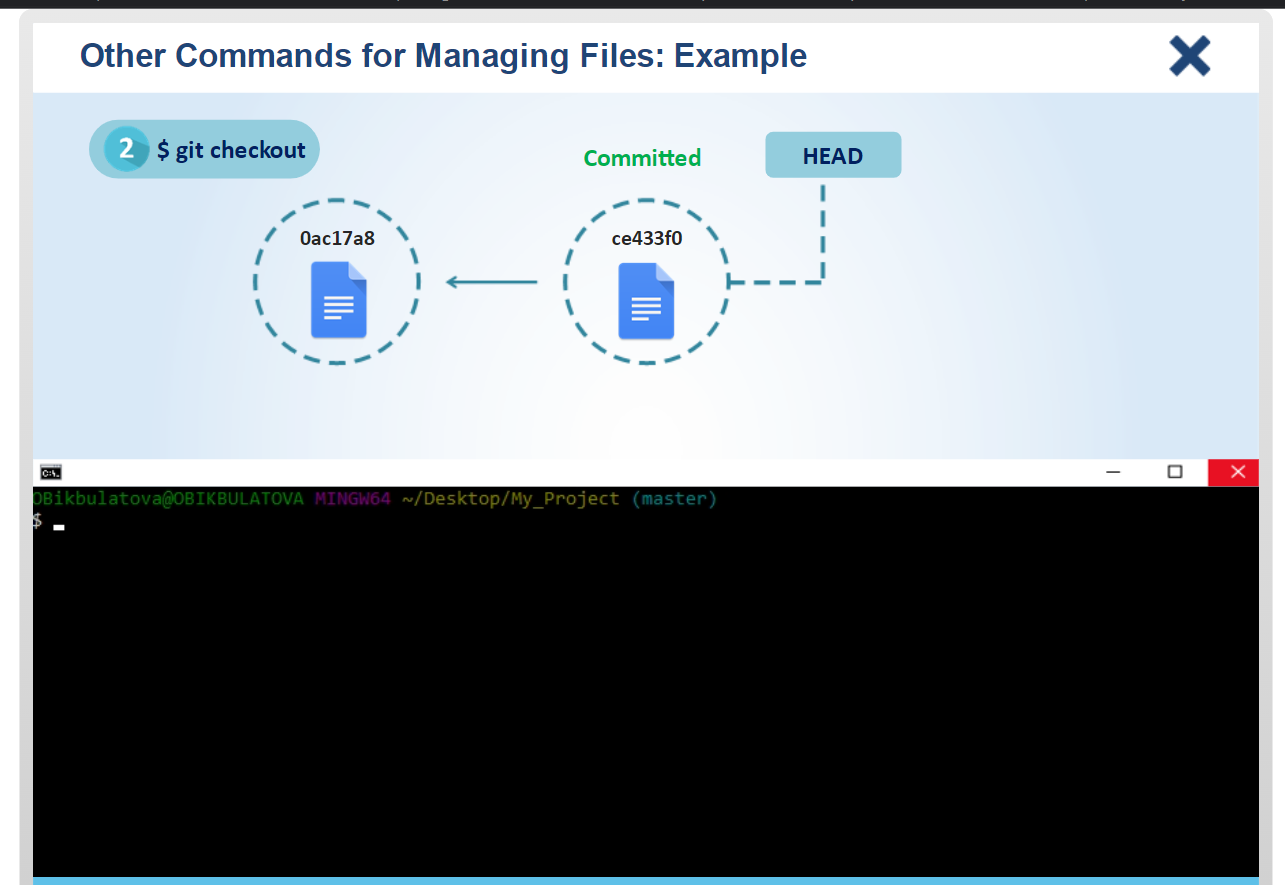 Other Commands for Managing Files: Example
2 $ git checkout
Committed
HEAD
0ac17a8
ce433f0
C:\.
OBikbulatova@OBIKBULATOVA MINGW64 ~/Desktop/My_Project (master)
$